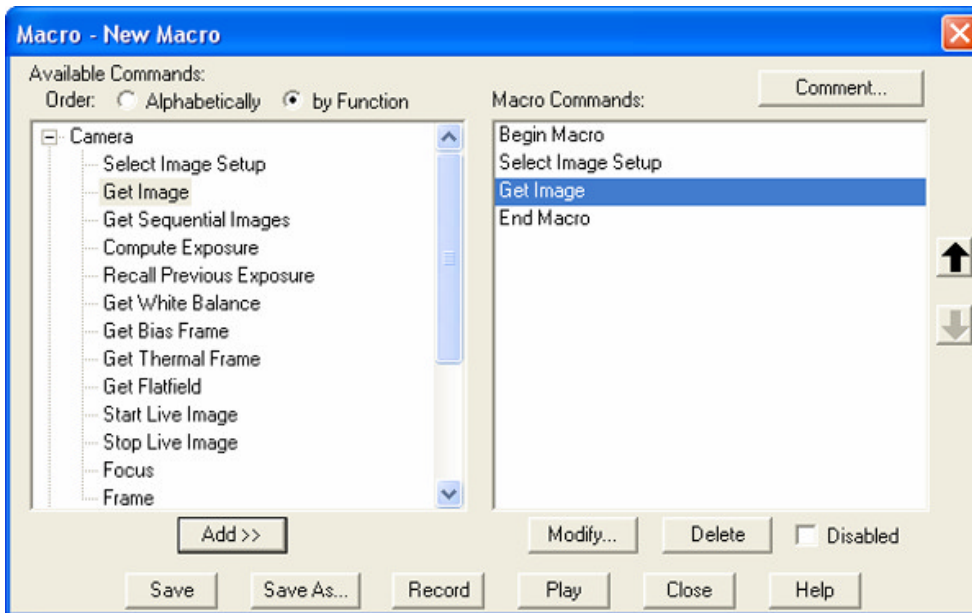 Macro - New Macro
Available Commands:
Order: Alphabetically by Function
Camera
Select Image Setup
Get Image
Get Sequential Images
Compute Exposure
Recall Previous Exposure
Get White Balance
Get Bias Frame
Get Thermal Frame
Get Flatfield
Start Live Image
Stop Live Image
Focus
Frame
Add >>
Comment...
Macro Commands:
Begin Macro
Select Image Setup
Get Image
End Macro
Modify... Delete Disabled
Save Save As... Record Play Close Help